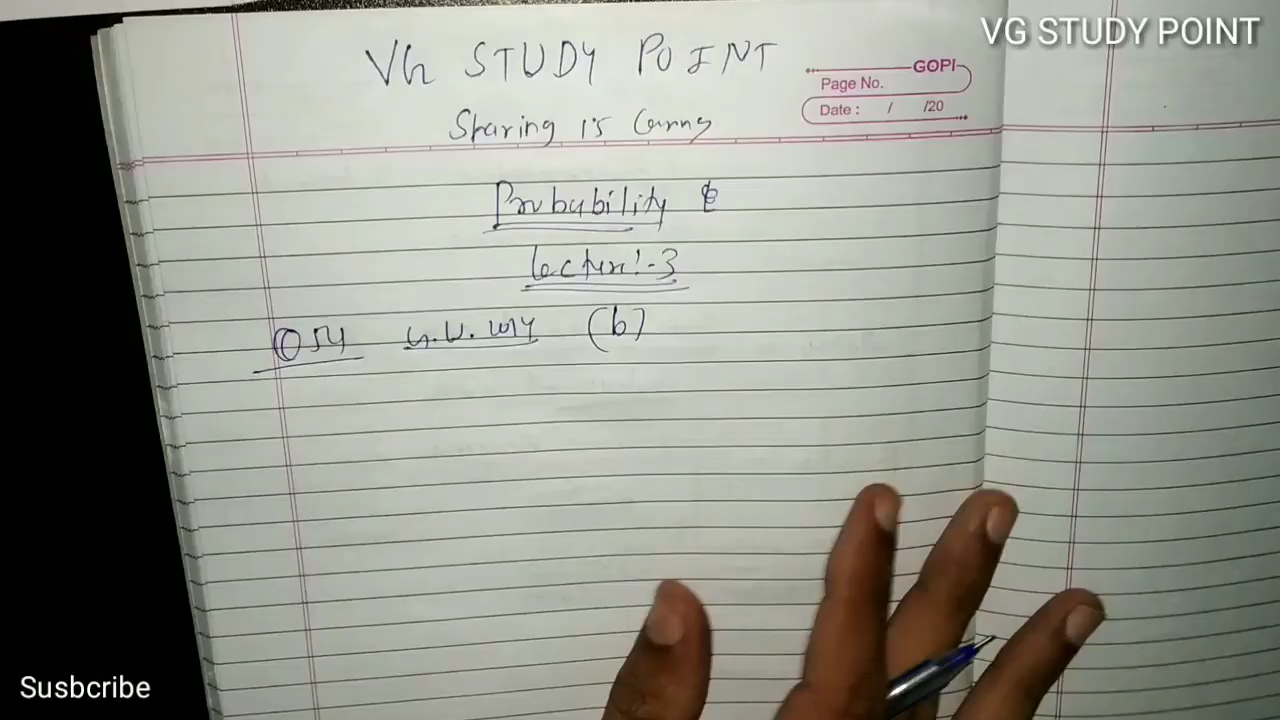 VG STUDY POINT
VG STUDY POINT
GOPI
Page No.
Date : / /20
Sharing is Caring
Probability
Lecture:-3
(b)
Susbcribe